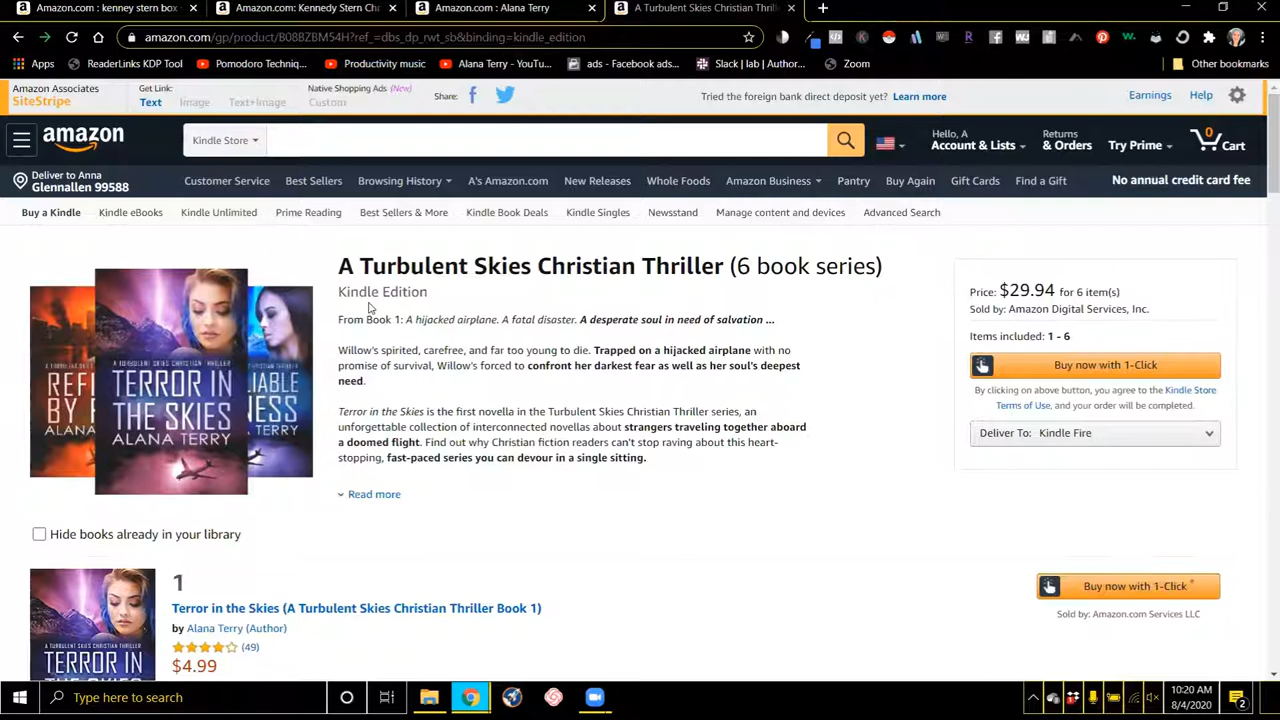 Amazon.com : kenney stern box
Amazon.com: Kennedy Stern Chr
Amazon.com : Alana Terry
A Turbulent Skies Christian Thrill
amazon.com/gp/product/B08BZBM54H?ref_=dbs_dp_rwt_sb&binding=kindle_edition
Apps
ReaderLinks KDP Tool
Pomodoro Techniq...
Productivity music
Alana Terry - YouTu...
ads - Facebook ads...
Slack | lab | Author...
Zoom
Other bookmarks
Amazon Associates
SiteStripe
Get Link:
Text Image Text+Image
Native Shopping Ads (New)
Custom
Share:
Tried the foreign bank direct deposit yet? Learn more
Earnings Help
amazon
Kindle Store
Hello, A
Account & Lists
Returns
& Orders
Try Prime
0
Cart
Deliver to Anna
Glennallen 99588
Customer Service Best Sellers Browsing History A's Amazon.com New Releases Whole Foods Amazon Business Pantry Buy Again Gift Cards Find a Gift No annual credit card fee
Buy a Kindle Kindle eBooks Kindle Unlimited Prime Reading Best Sellers & More Kindle Book Deals Kindle Singles Newsstand Manage content and devices Advanced Search
A Turbulent Skies Christian Thriller (6 book series)
Kindle Edition
From Book 1: A hijacked airplane. A fatal disaster. A desperate soul in need of salvation ...
Willow's spirited, carefree, and far too young to die. Trapped on a hijacked airplane with no
promise of survival, Willow's forced to confront her darkest fear as well as her soul's deepest
need.
Terror in the Skies is the first novella in the Turbulent Skies Christian Thriller series, an
unforgettable collection of interconnected novellas about strangers traveling together aboard
a doomed flight. Find out why Christian fiction readers can't stop raving about this heart-
stopping, fast-paced series you can devour in a single sitting.
Read more
Price: $29.94 for 6 item(s)
Sold by: Amazon Digital Services, Inc.
Items included: 1 - 6
Buy now with 1-Click
By clicking on above button, you agree to the Kindle Store
Terms of Use, and your order will be completed.
Deliver To: Kindle Fire
A TURBULENT SKIES CHRISTIAN THRILLER
TERROR IN
THE SKIES
ALANA TERRY
Hide books already in your library
1
Terror in the Skies (A Turbulent Skies Christian Thriller Book 1)
by Alana Terry (Author)
(49)
$4.99
Buy now with 1-Click
Sold by: Amazon.com Services LLC
A TURBULENT SKIES CHRISTIAN THRILLER
TERROR IN
Type here to search
10:20 AM
8/4/2020
2